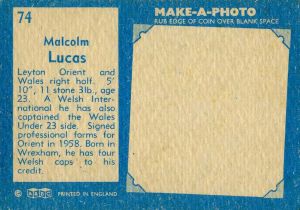 74
Malcolm
Lucas
Leyton Orient and
Wales right half. 5'
10", 11 stone 3lb., age
23. A Welsh Inter-
national he has also
captained the Wales
Under 23 side. Signed
professional forms for
Orient in 1958. Born in
Wrexham, he has four
Welsh caps to his
credit.
© A&BC PRINTED IN ENGLAND
MAKE-A-PHOTO
RUB EDGE OF COIN OVER BLANK SPACE